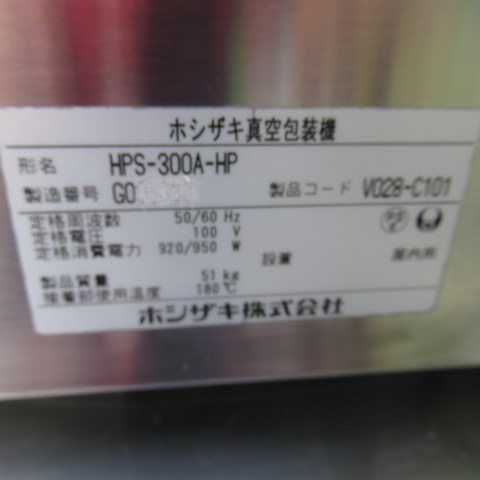 ホシザキ真空包装機
形名 HPS-300A-HP
製造番号 G0 製品コード V028-C101
定格周波数 50/60 Hz
定格電圧 100 V
定格消費電力 920/950 W
設置 屋内用
製品質量 51 kg
接着部使用温度 180℃
ホシザキ株式会社